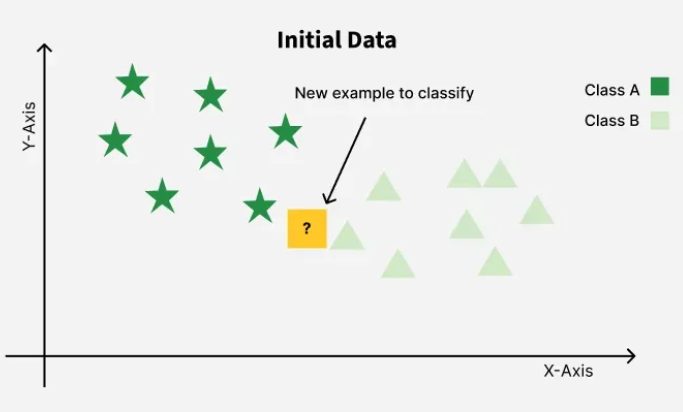 Initial Data
New example to classify
Class A
Class B
Y-Axis
?
X-Axis